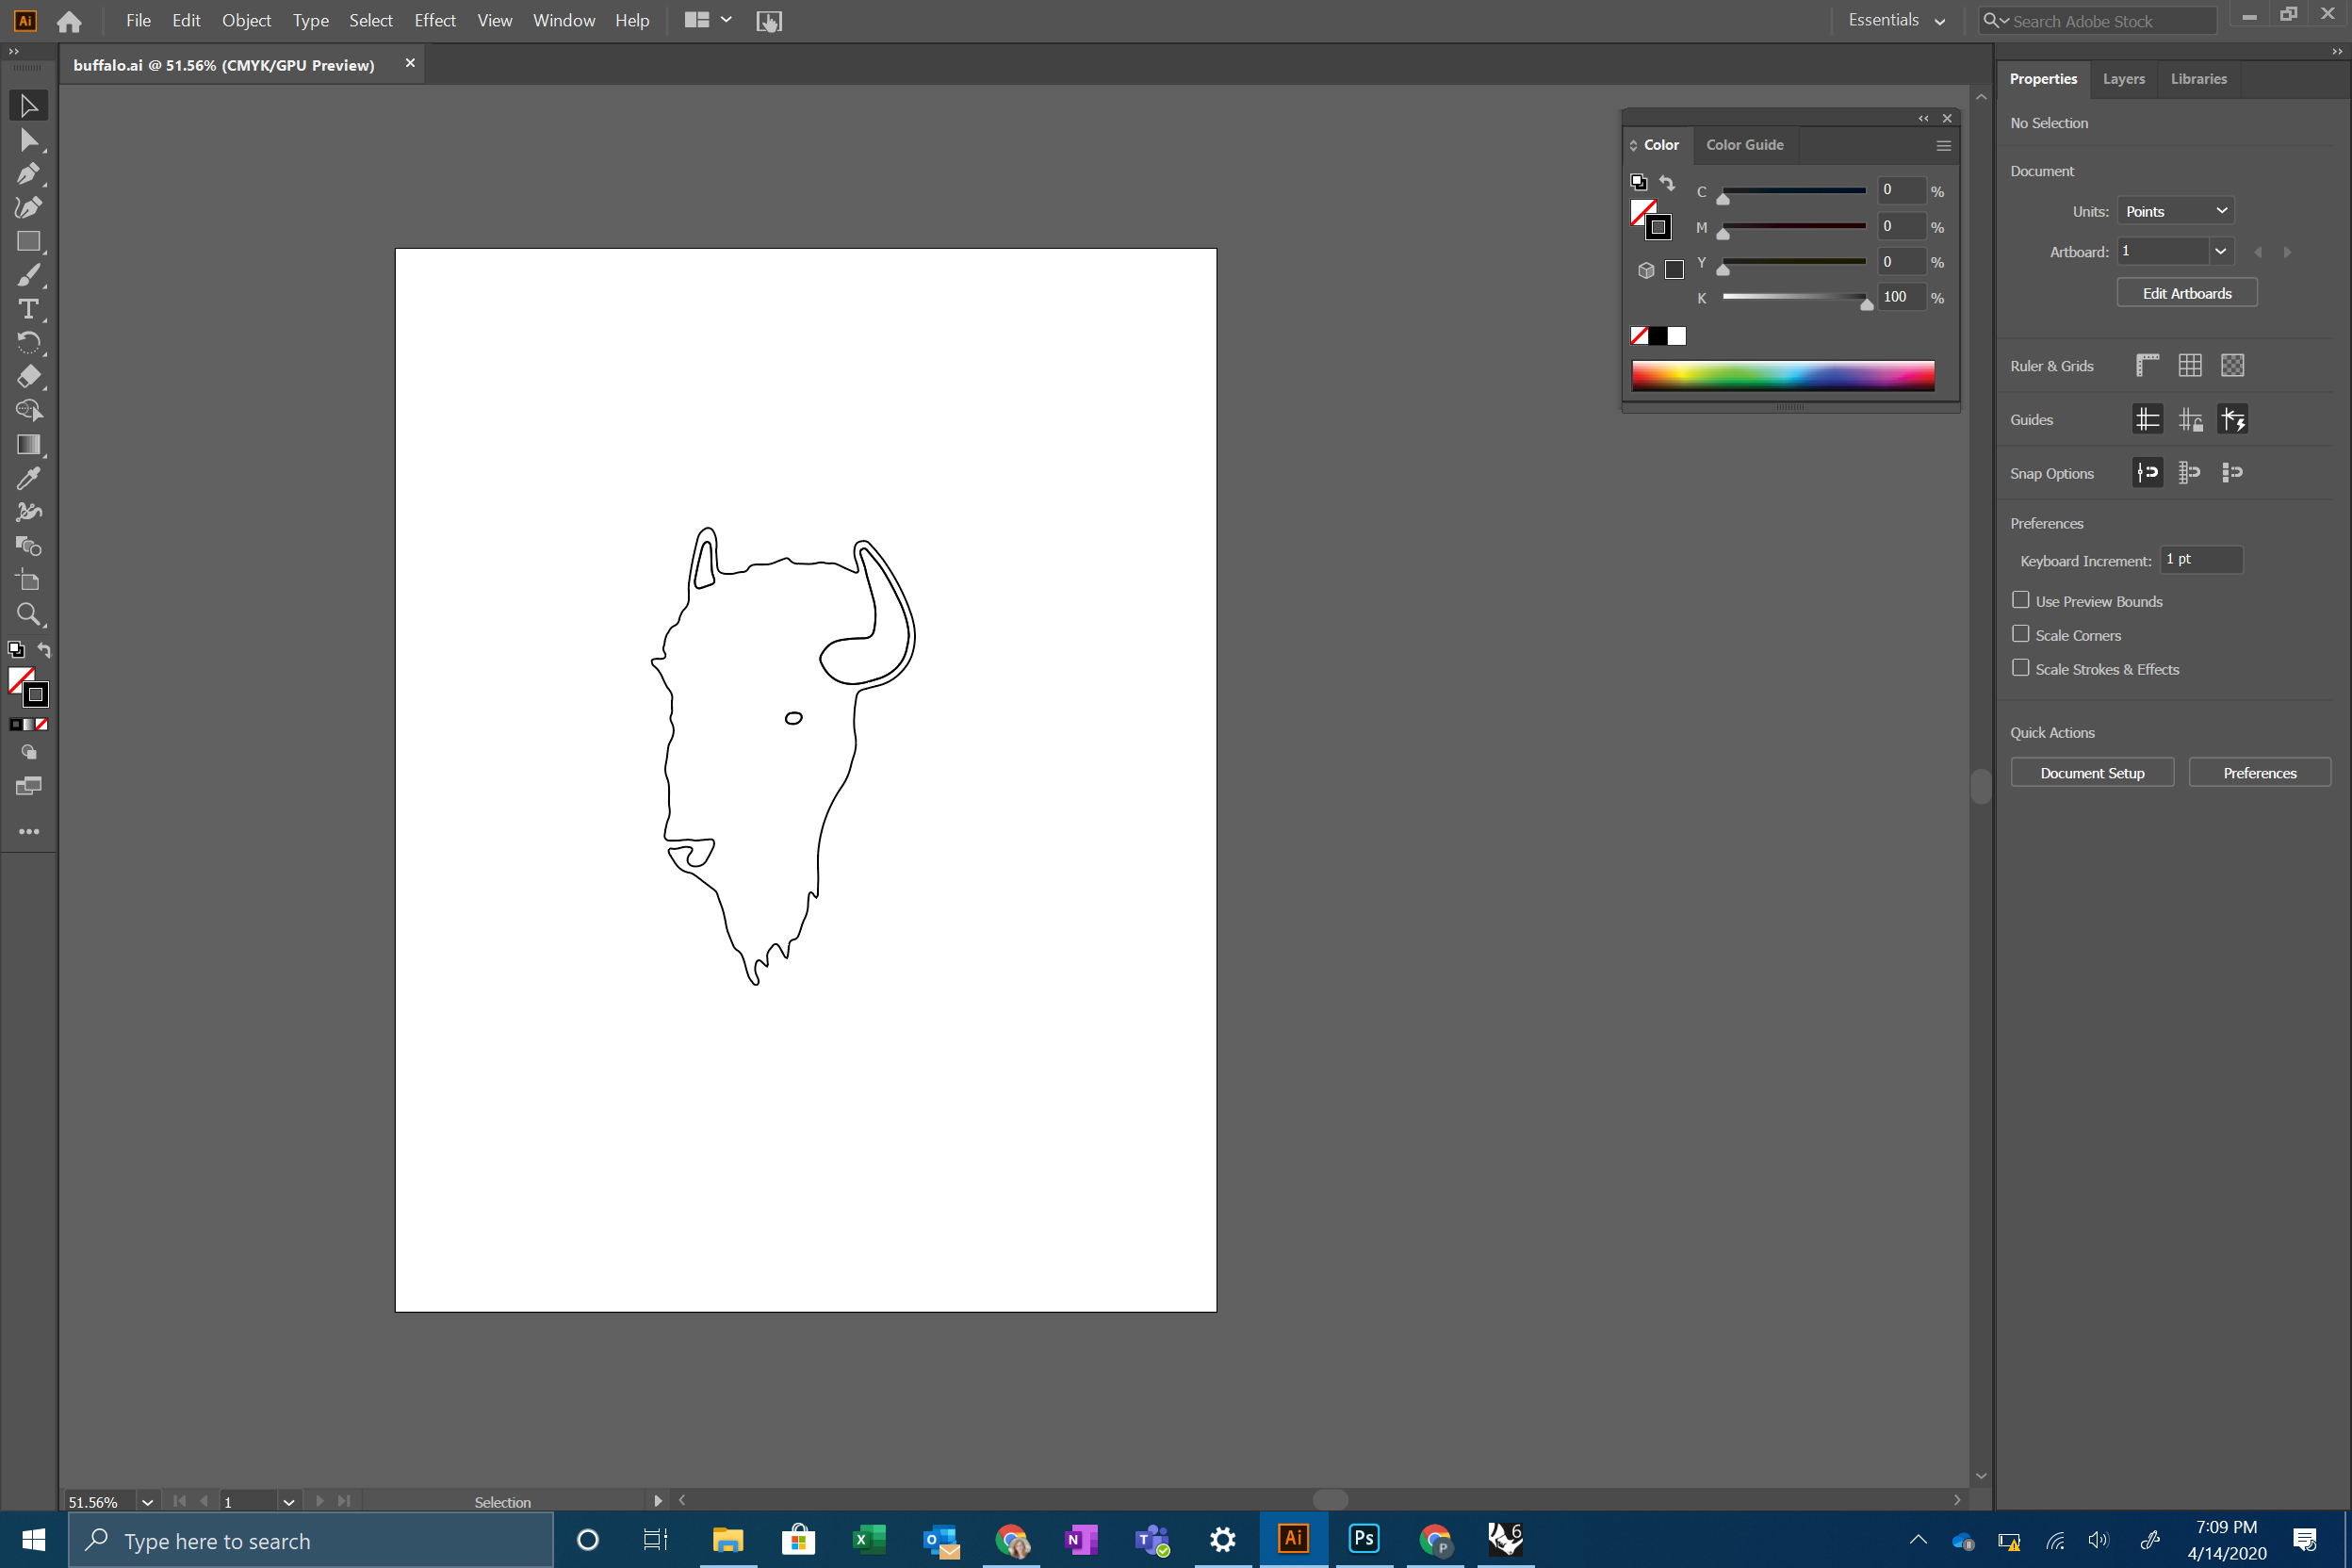 Ai File Edit Object Type Select Effect View Window Help Essentials Search Adobe Stock
buffalo.ai @ 51.56% (CMYK/GPU Preview)
Color Color Guide
C 0 %
M 0 %
Y 0 %
K 100 %
Properties Layers Libraries
No Selection
Document
Units: Points
Artboard: 1
Edit Artboards
Ruler & Grids
Guides
Snap Options
Preferences
Keyboard Increment: 1 pt
Use Preview Bounds
Scale Corners
Scale Strokes & Effects
Quick Actions
Document Setup Preferences
51.56% 1 Selection
Type here to search
X O N T Ai Ps P 6
7:09 PM
4/14/2020